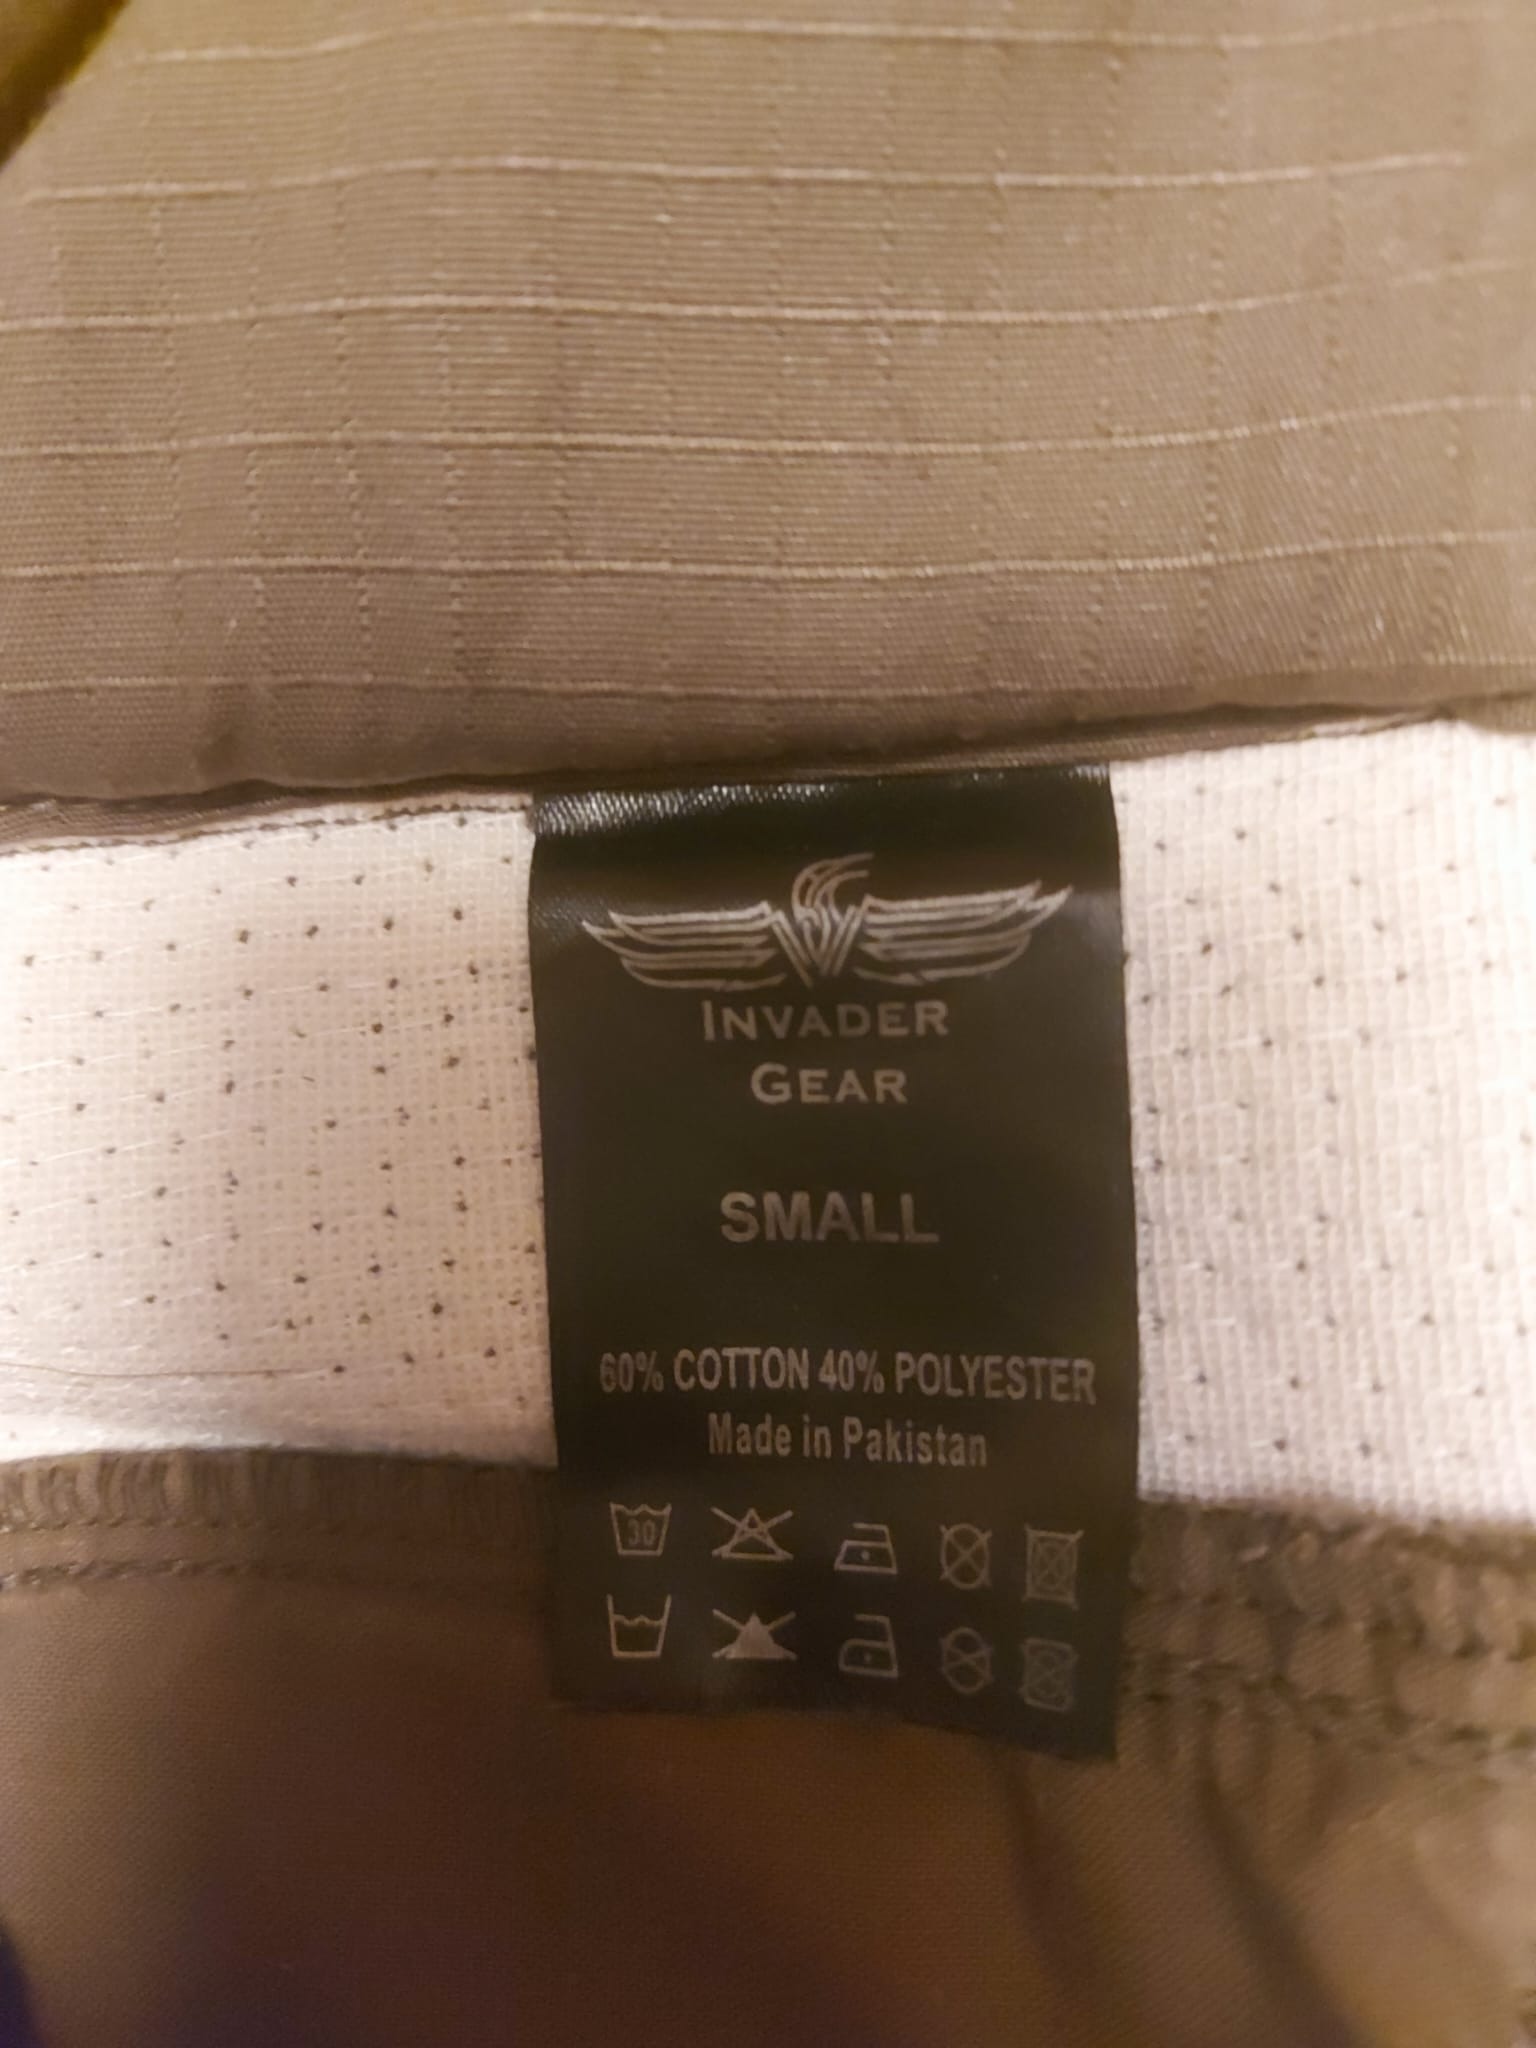 INVADER
GEAR
SMALL
60% COTTON 40% POLYESTER
Made in Pakistan
30